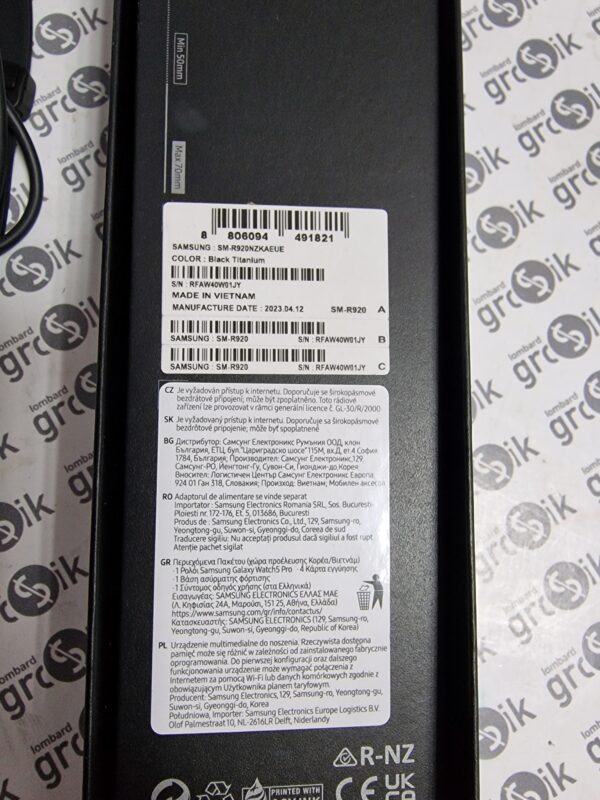 Min 50mm
Max 70mm
8 806094 491821
SAMSUNG : SM-R920NZKAEUE
COLOR : Black Titanium
S/N : RFAW40W01JY
MADE IN VIETNAM
MANUFACTURE DATE : 2023.04.12 SM-R920 A
SAMSUNG : SM-R920 S/N : RFAW40W01JY B
SAMSUNG : SM-R920 S/N : RFAW40W01JY C
CZ Je vyžadován přístup k internetu. Doporučuje se širokopásmové
bezdrátové připojení; může být zpoplatněno. Toto rádiové
zařízení lze provozovat v rámci generální licence č. GL-30/R/2000
SK Je vyžadovaný prístup k internetu. Doporučuje sa širokopásmové
bezdrôtové pripojenie; môže byť spoplatnené
BG Дистрибутор: Самсунг Електроникс Румъния ООД, клон
България, ЕТЦ, бул."Цариградско шосе" 115М, вх.Д, ет.4 София
1784, България; Производител: Самсунг Електроникс,129,
Самсунг-РО, Йенгтонг-Гу, Сувон-Си, Гионджи-до,Корея
Вносител: Логистичен Център Самсунг Електроникс Европа,
924 01 Ган 318, Словакия; Произход: Виетнам; Мобилен аксесоа
RO Adaptorul de alimentare se vinde separat
Importator : Samsung Electronics Romania SRL, Sos. Bucuresti-
Ploiesti nr. 172-176, Et. 5, 013686, Bucuresti
Produs de : Samsung Electronics Co., Ltd., 129, Samsung-ro,
Yeongtong-gu, Suwon-si, Gyeonggi-do, Coreea de sud
Traducere sigiliu: Nu acceptați produsul dacă sigiliul a fost rupt
Atenție pachet sigilat
GR Περιεχόμενα Πακέτου (χώρα προέλευσης Κορέα/Βιετνάμ)
· 1 Ρολόι Samsung Galaxy Watch5 Pro · 4 Κάρτα εγγύησης
· 1 Βάση ασύρματης φόρτισης
· 1 Σύντομος οδηγός χρήσης (στα Ελληνικά)
Εισαγωγέας: SAMSUNG ELECTRONICS ΕΛΛΑΣ ΜΑΕ
(Λ. Κηφισίας 24Α, Μαρούσι, 151 25, Αθήνα, Ελλάδα)
https://www.samsung.com/gr/info/contactus/
Κατασκευαστής: SAMSUNG ELECTRONICS (129, Samsung-ro,
Yeongtong-gu, Suwon-si, Gyeonggi-do, Republic of Korea)
PL Urządzenie multimedialne do noszenia. Rzeczywista dostępna
pamięć może się różnić w zależności od zainstalowanego fabrycznie
oprogramowania. Do pierwszej konfiguracji oraz dalszego
funkcjonowania urządzenie może wymagać połączenia z
Internetem za pomocą Wi-Fi lub danych komórkowych zgodnie z
obowiązującym Użytkownika planem taryfowym.
Producent: Samsung Electronics, 129, Samsung-ro, Yeongtong-gu,
Suwon-si, Gyeonggi-do, Korea
Południowa, Importer: Samsung Electronics Europe Logistics B.V.
Olof Palmestraat 10, NL-2616LR Delft, Niderlandy
R-NZ
PRINTED WITH
CE UK
CA
lombard
grosik
lombard
grosik
lombard
grosik
lombard
grosik
lombard
grosik
lombard
grosik